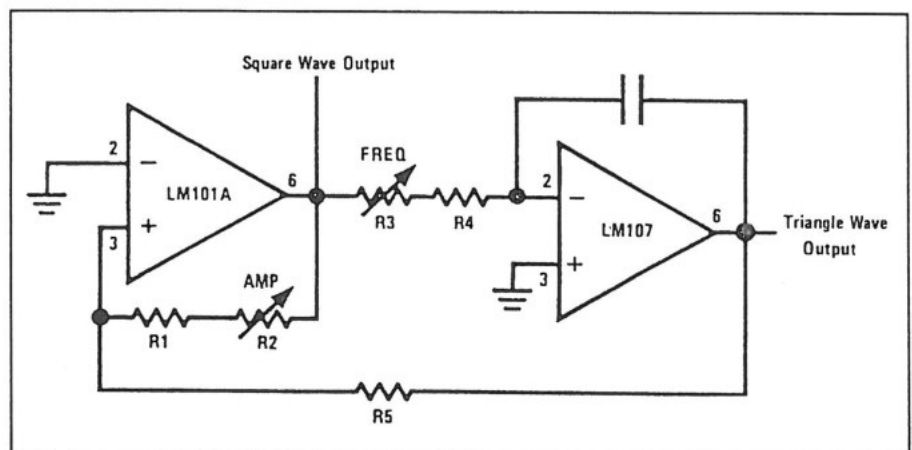 Square Wave Output
2
−
LM101A
6
+
3
FREQ
R3
R4
AMP
R1
R2
2
−
LM107
6
+
3
Triangle Wave
Output
R5